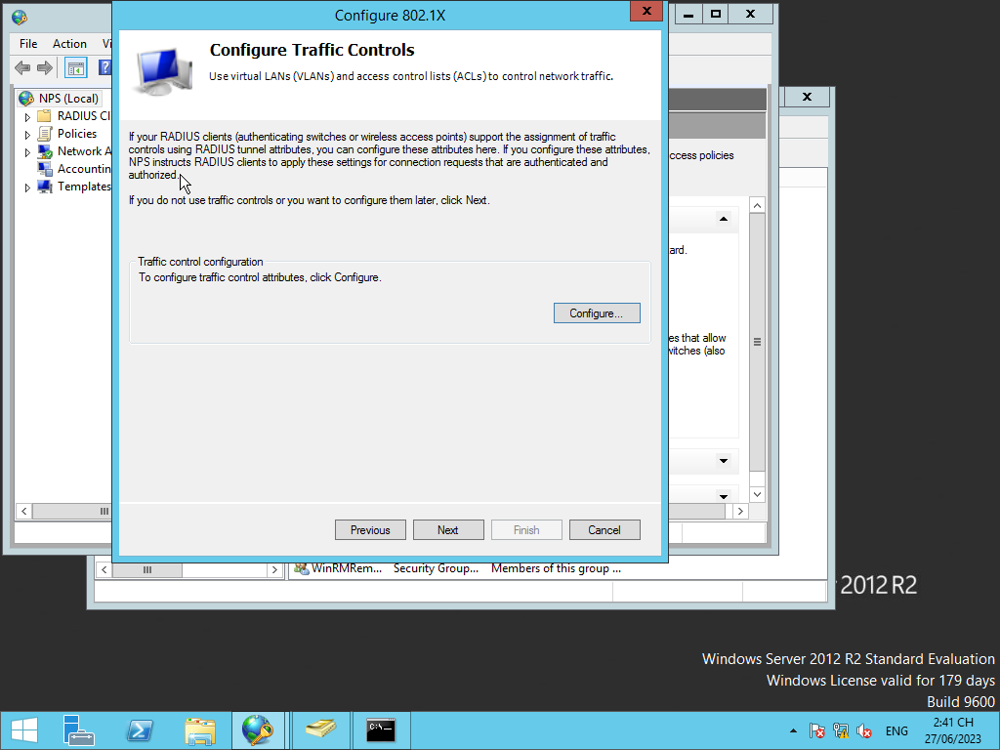 Configure 802.1X
File Action Vi
Configure Traffic Controls
Use virtual LANs (VLANs) and access control lists (ACLs) to control network traffic.
NPS (Local)
RADIUS Cl
Policies
Network A
Accountin
Templates
If your RADIUS clients (authenticating switches or wireless access points) support the assignment of traffic
controls using RADIUS tunnel attributes, you can configure these attributes here. If you configure these attributes,
NPS instructs RADIUS clients to apply these settings for connection requests that are authenticated and
authorized.
If you do not use traffic controls or you want to configure them later, click Next.
Traffic control configuration
To configure traffic control attributes, click Configure.
Configure...
ccess policies
ard.
es that allow
witches (also
Previous Next Finish Cancel
WinRMRem... Security Group... Members of this group ...
2012 R2
Windows Server 2012 R2 Standard Evaluation
Windows License valid for 179 days
Build 9600
C:\_
ENG
2:41 CH
27/06/2023